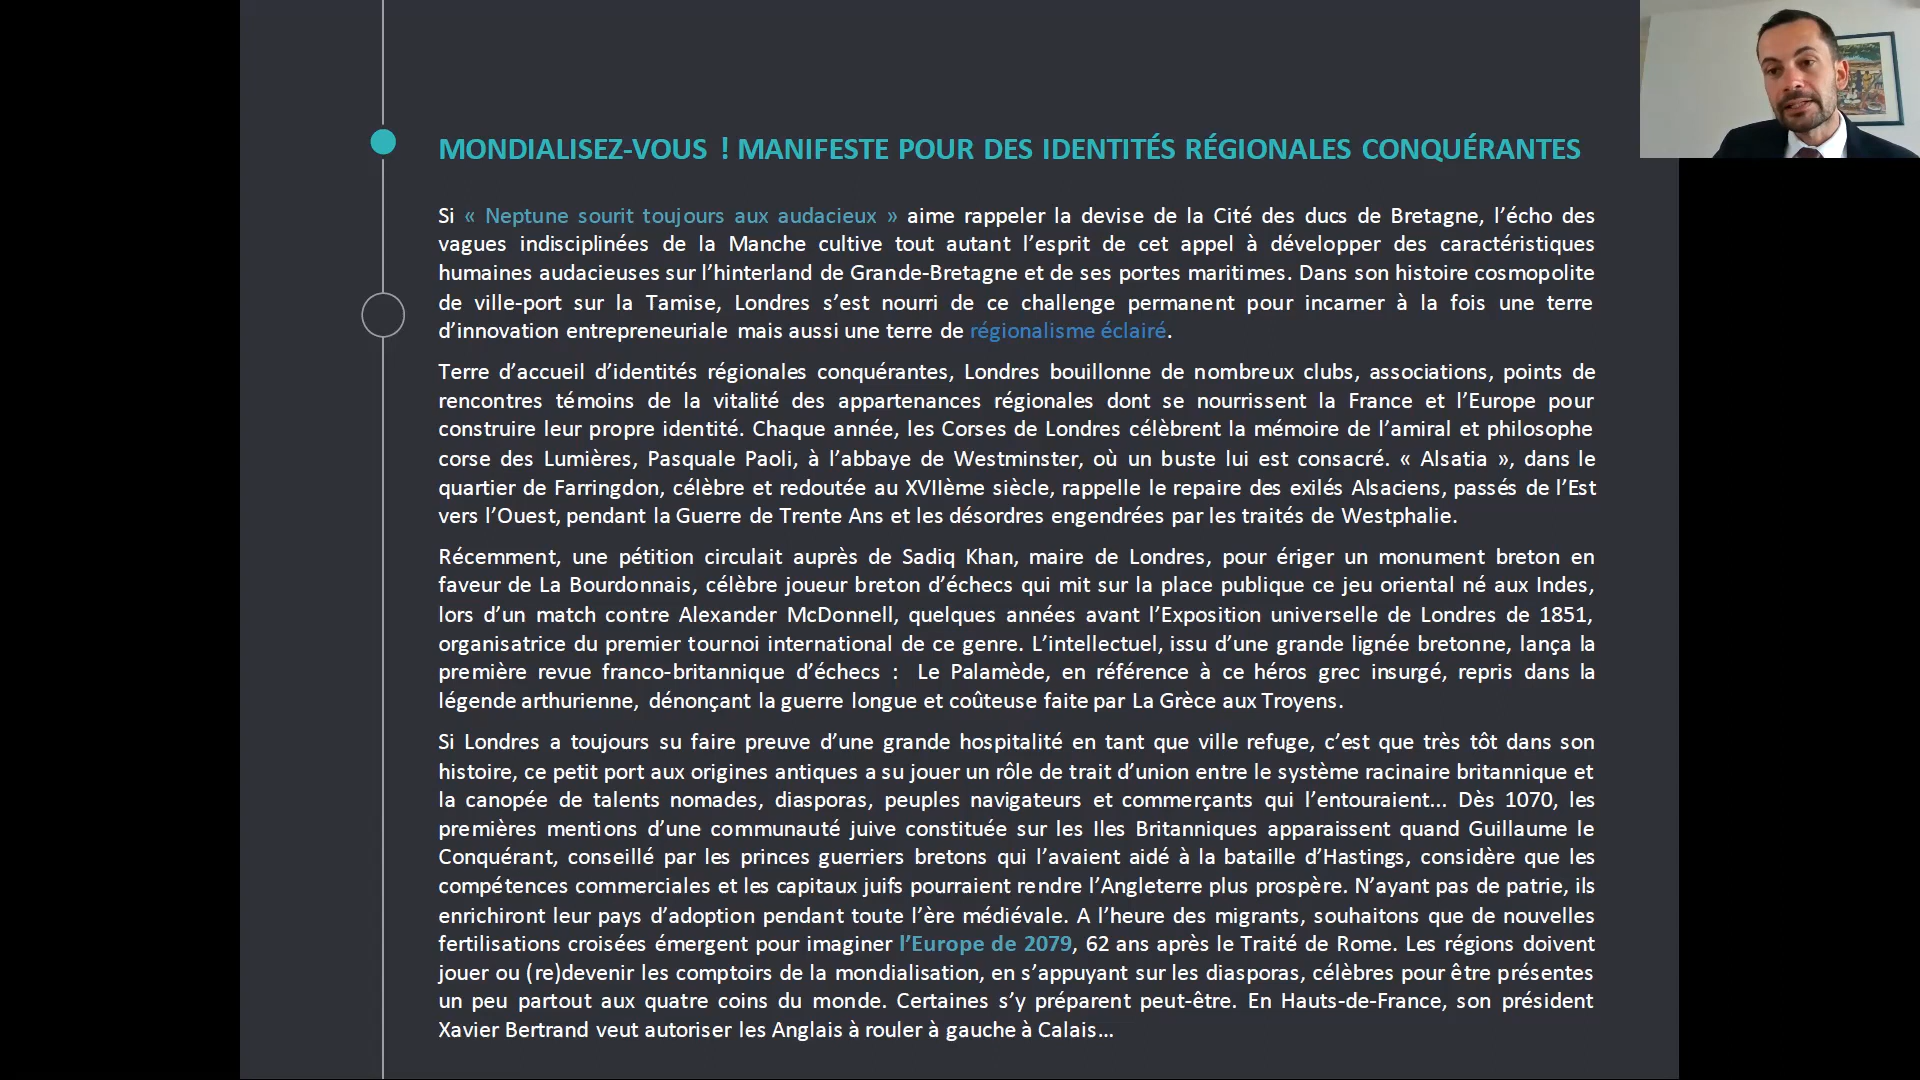 MONDIALISEZ-VOUS ! MANIFESTE POUR DES IDENTITÉS RÉGIONALES CONQUÉRANTES
Si « Neptune sourit toujours aux audacieux » aime rappeler la devise de la Cité des ducs de Bretagne, l’écho des
vagues indisciplinées de la Manche cultive tout autant l’esprit de cet appel à développer des caractéristiques
humaines audacieuses sur l’hinterland de Grande-Bretagne et de ses portes maritimes. Dans son histoire cosmopolite
de ville-port sur la Tamise, Londres s’est nourri de ce challenge permanent pour incarner à la fois une terre
d’innovation entrepreneuriale mais aussi une terre de régionalisme éclairé.
Terre d’accueil d’identités régionales conquérantes, Londres bouillonne de nombreux clubs, associations, points de
rencontres témoins de la vitalité des appartenances régionales dont se nourrissent la France et l’Europe pour
construire leur propre identité. Chaque année, les Corses de Londres célèbrent la mémoire de l’amiral et philosophe
corse des Lumières, Pasquale Paoli, à l’abbaye de Westminster, où un buste lui est consacré. « Alsatia », dans le
quartier de Farringdon, célèbre et redoutée au XVIIème siècle, rappelle le repaire des exilés Alsaciens, passés de l’Est
vers l’Ouest, pendant la Guerre de Trente Ans et les désordres engendrées par les traités de Westphalie.
Récemment, une pétition circulait auprès de Sadiq Khan, maire de Londres, pour ériger un monument breton en
faveur de La Bourdonnais, célèbre joueur breton d’échecs qui mit sur la place publique ce jeu oriental né aux Indes,
lors d’un match contre Alexander McDonnell, quelques années avant l’Exposition universelle de Londres de 1851,
organisatrice du premier tournoi international de ce genre. L’intellectuel, issu d’une grande lignée bretonne, lança la
première revue franco-britannique d’échecs : Le Palamède, en référence à ce héros grec insurgé, repris dans la
légende arthurienne, dénonçant la guerre longue et coûteuse faite par La Grèce aux Troyens.
Si Londres a toujours su faire preuve d’une grande hospitalité en tant que ville refuge, c’est que très tôt dans son
histoire, ce petit port aux origines antiques a su jouer un rôle de trait d’union entre le système racinaire britannique et
la canopée de talents nomades, diasporas, peuples navigateurs et commerçants qui l’entouraient... Dès 1070, les
premières mentions d’une communauté juive constituée sur les Iles Britanniques apparaissent quand Guillaume le
Conquérant, conseillé par les princes guerriers bretons qui l’avaient aidé à la bataille d’Hastings, considère que les
compétences commerciales et les capitaux juifs pourraient rendre l’Angleterre plus prospère. N’ayant pas de patrie, ils
enrichiront leur pays d’adoption pendant toute l’ère médiévale. A l’heure des migrants, souhaitons que de nouvelles
fertilisations croisées émergent pour imaginer l’Europe de 2079, 62 ans après le Traité de Rome. Les régions doivent
jouer ou (re)devenir les comptoirs de la mondialisation, en s’appuyant sur les diasporas, célèbres pour être présentes
un peu partout aux quatre coins du monde. Certaines s’y préparent peut-être. En Hauts-de-France, son président
Xavier Bertrand veut autoriser les Anglais à rouler à gauche à Calais...